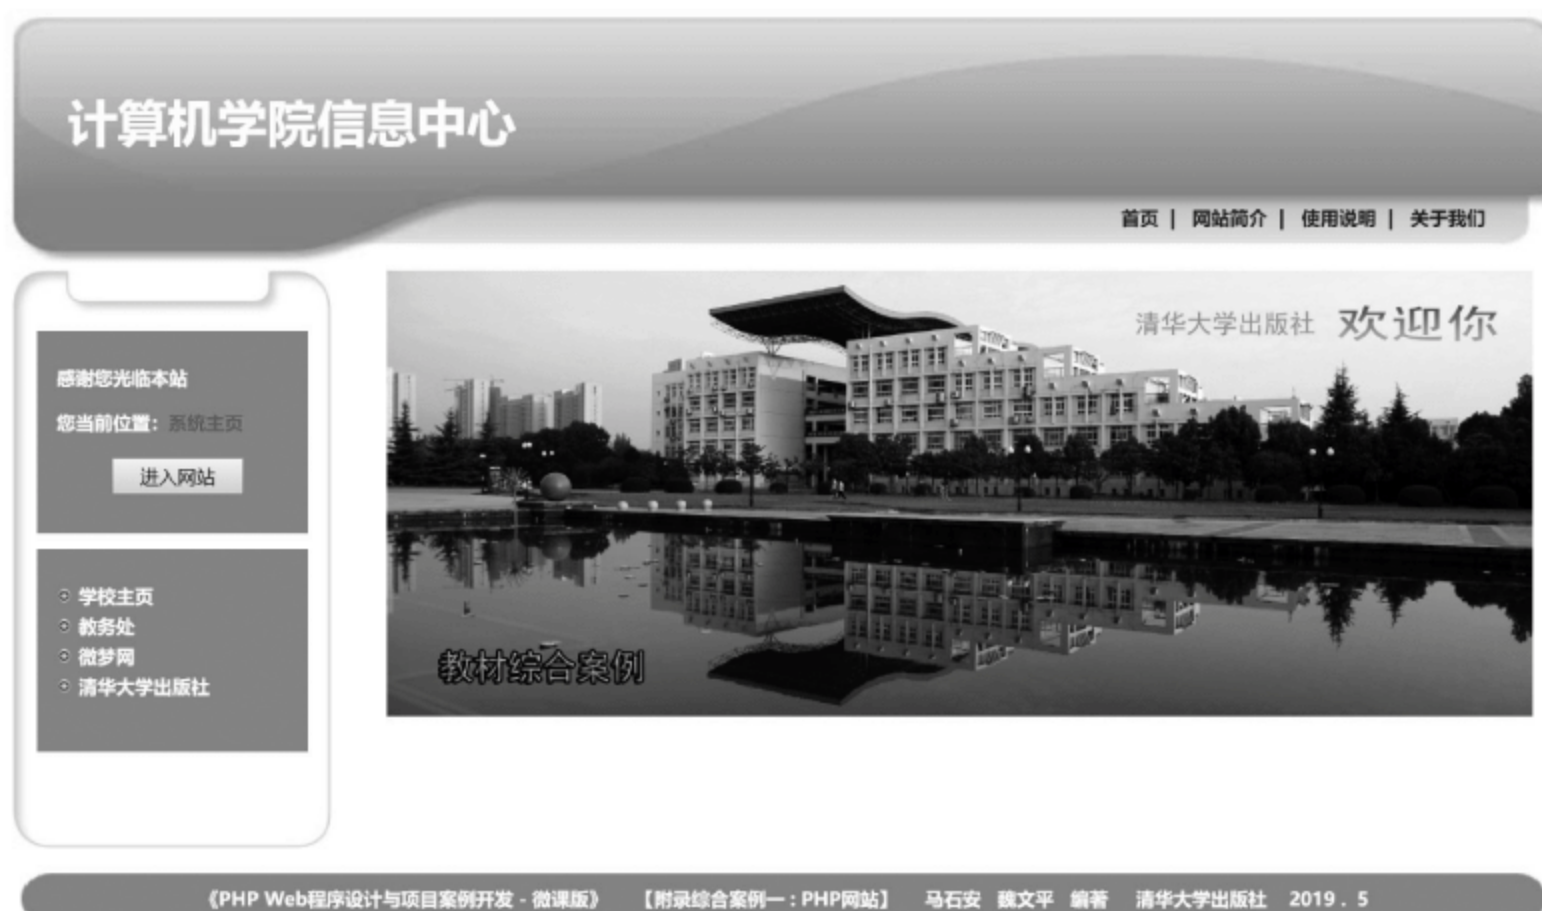 计算机学院信息中心
首页 | 网站简介 | 使用说明 | 关于我们
感谢您光临本站
您当前位置：系统主页
进入网站
学校主页
教务处
微梦网
清华大学出版社
清华大学出版社 欢迎你
教材综合案例
《PHP Web程序设计与项目案例开发 - 微课版》 【附录综合案例一：PHP网站】 马石安 魏文平 编著 清华大学出版社 2019．5